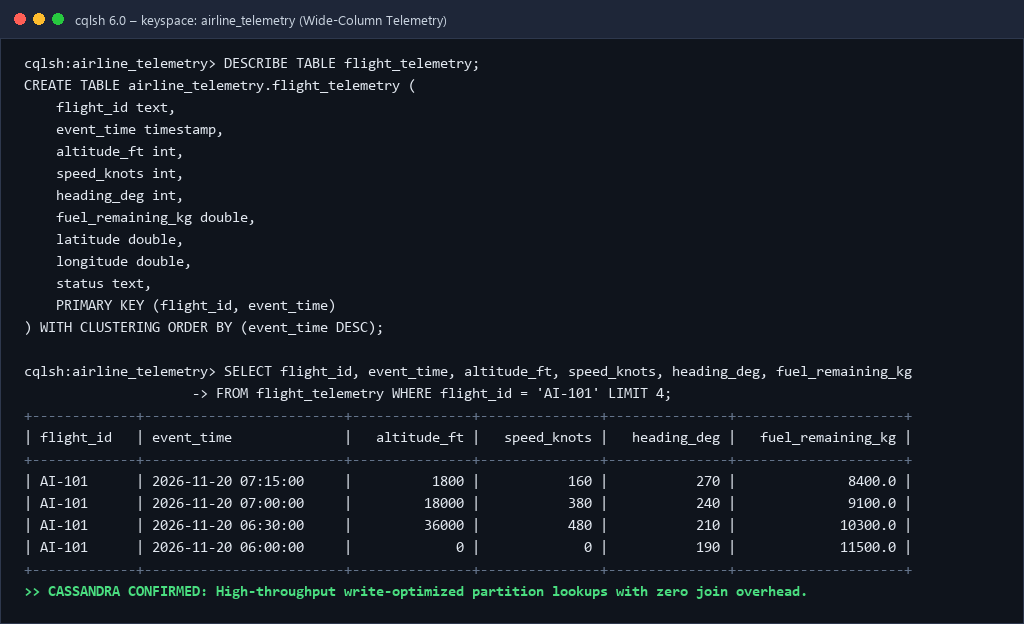 cqlsh 6.0 – keyspace: airline_telemetry (Wide-Column Telemetry)
cqlsh:airline_telemetry> DESCRIBE TABLE flight_telemetry;
CREATE TABLE airline_telemetry.flight_telemetry (
    flight_id text,
    event_time timestamp,
    altitude_ft int,
    speed_knots int,
    heading_deg int,
    fuel_remaining_kg double,
    latitude double,
    longitude double,
    status text,
    PRIMARY KEY (flight_id, event_time)
) WITH CLUSTERING ORDER BY (event_time DESC);
cqlsh:airline_telemetry> SELECT flight_id, event_time, altitude_ft, speed_knots, heading_deg, fuel_remaining_kg
                     -> FROM flight_telemetry WHERE flight_id = 'AI-101' LIMIT 4;
+-------------+-------------------------+---------------+---------------+---------------+---------------------+
| flight_id   | event_time              |   altitude_ft |   speed_knots |   heading_deg |   fuel_remaining_kg |
+-------------+-------------------------+---------------+---------------+---------------+---------------------+
| AI-101      | 2026-11-20 07:15:00     |          1800 |           160 |           270 |              8400.0 |
| AI-101      | 2026-11-20 07:00:00     |         18000 |           380 |           240 |              9100.0 |
| AI-101      | 2026-11-20 06:30:00     |         36000 |           480 |           210 |             10300.0 |
| AI-101      | 2026-11-20 06:00:00     |             0 |             0 |           190 |             11500.0 |
+-------------+-------------------------+---------------+---------------+---------------+---------------------+
>> CASSANDRA CONFIRMED: High-throughput write-optimized partition lookups with zero join overhead.